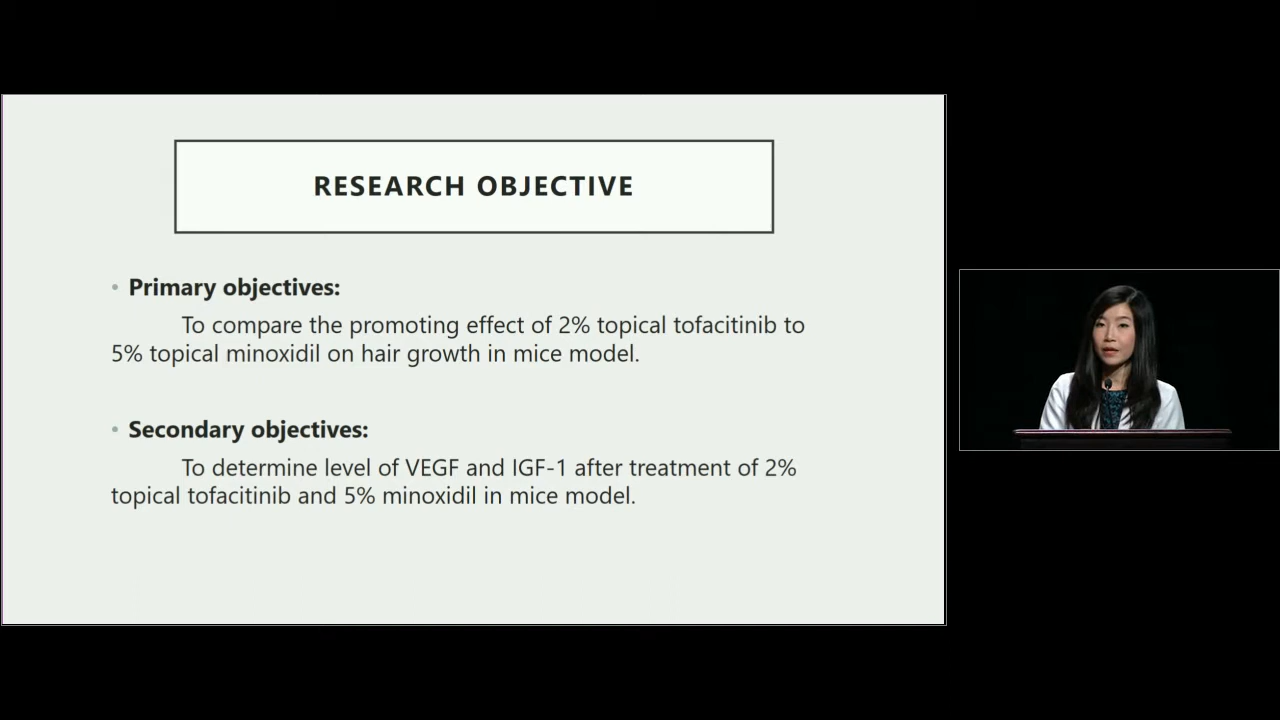 RESEARCH OBJECTIVE
• Primary objectives:
To compare the promoting effect of 2% topical tofacitinib to
5% topical minoxidil on hair growth in mice model.
• Secondary objectives:
To determine level of VEGF and IGF-1 after treatment of 2%
topical tofacitinib and 5% minoxidil in mice model.